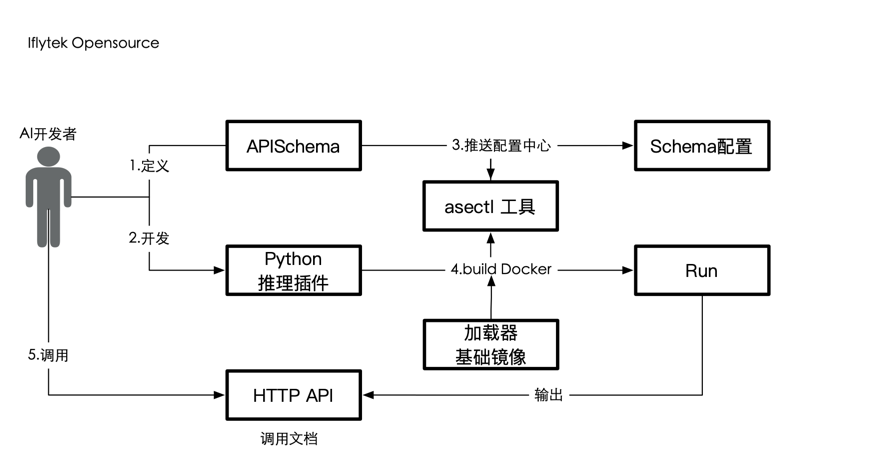 Iflytek Opensource
AI开发者
APISchema
3.推送配置中心
Schema配置
1.定义
asectl 工具
2.开发
Python
推理插件
4.build Docker
Run
加载器
基础镜像
5.调用
HTTP API
输出
调用文档